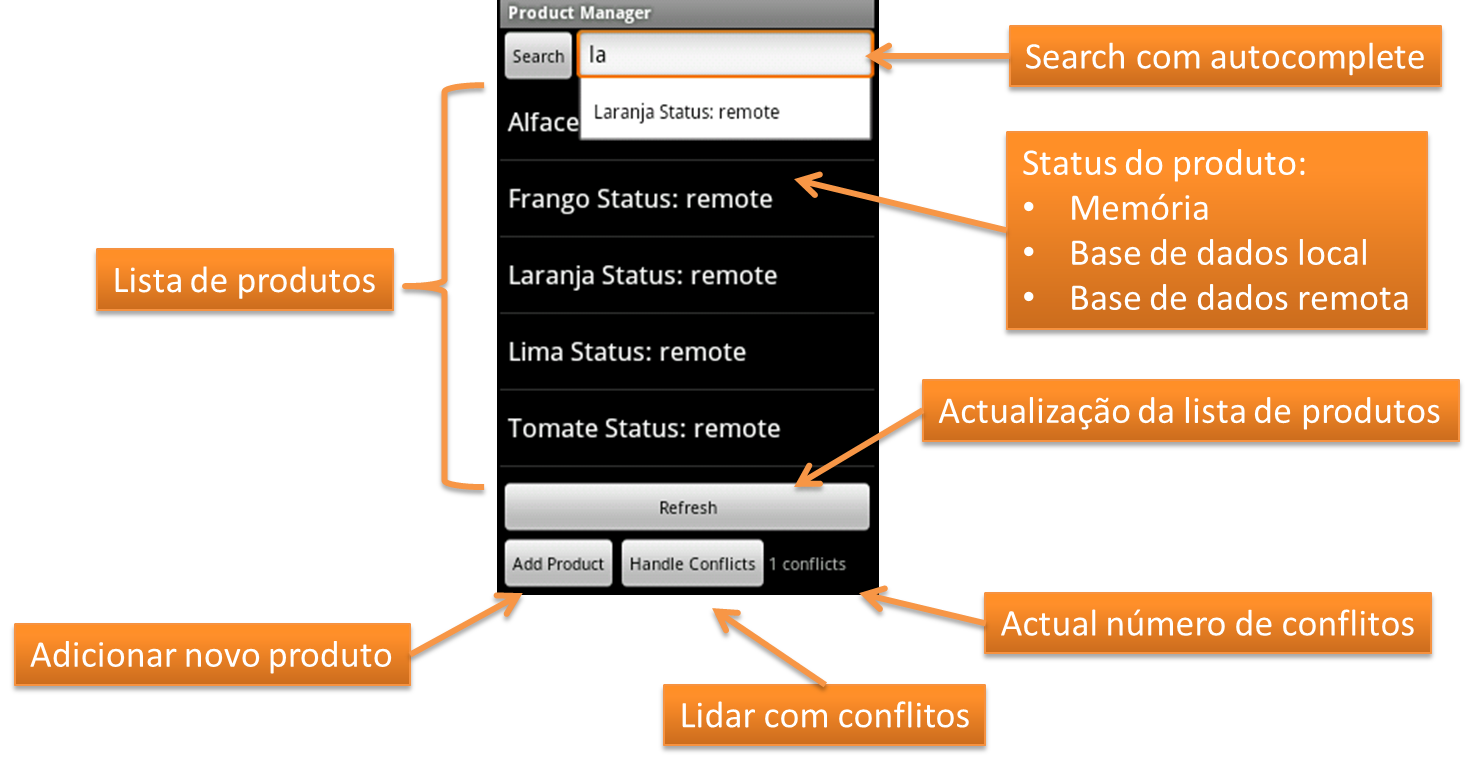 Product Manager
Search
la
Search com autocomplete
Laranja Status: remote
Alface
Status do produto:
• Memória
• Base de dados local
• Base de dados remota
Frango Status: remote
Lista de produtos
Laranja Status: remote
Lima Status: remote
Actualização da lista de produtos
Tomate Status: remote
Refresh
Add Product
Handle Conflicts
1 conflicts
Actual número de conflitos
Adicionar novo produto
Lidar com conflitos